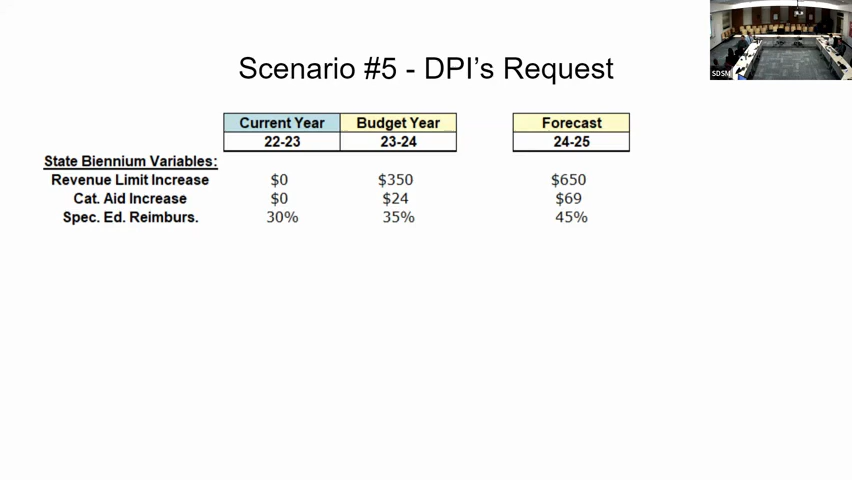 SDSM
Scenario #5 - DPI's Request
Current Year Budget Year Forecast
22-23 23-24 24-25
State Biennium Variables:
Revenue Limit Increase $0 $350 $650
Cat. Aid Increase $0 $24 $69
Spec. Ed. Reimburs. 30% 35% 45%